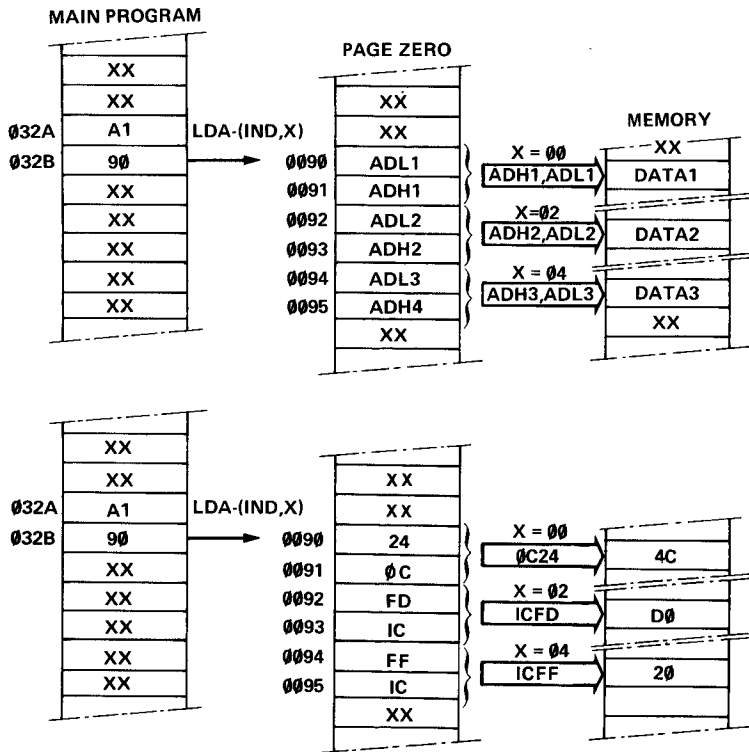 MAIN PROGRAM
PAGE ZERO
MEMORY
XX
XX
Ø32A A1 LDA-(IND,X)
Ø32B 9Ø
XX
XX
XX
XX
XX
XX
XX
ØØ9Ø ADL1
ØØ91 ADH1
ØØ92 ADL2
ØØ93 ADH2
ØØ94 ADL3
ØØ95 ADH4
XX
X = ØØ
ADH1,ADL1
X=Ø2
ADH2,ADL2
X = Ø4
ADH3,ADL3
XX
DATA1
DATA2
DATA3
XX
MAIN PROGRAM
PAGE ZERO
XX
XX
Ø32A A1 LDA-(IND,X)
Ø32B 9Ø
XX
XX
XX
XX
XX
XX
XX
ØØ9Ø 24
ØØ91 ØC
ØØ92 FD
ØØ93 IC
ØØ94 FF
ØØ95 IC
XX
X = ØØ
ØC24
X = Ø2
ICFD
X = Ø4
ICFF
4C
DØ
2Ø